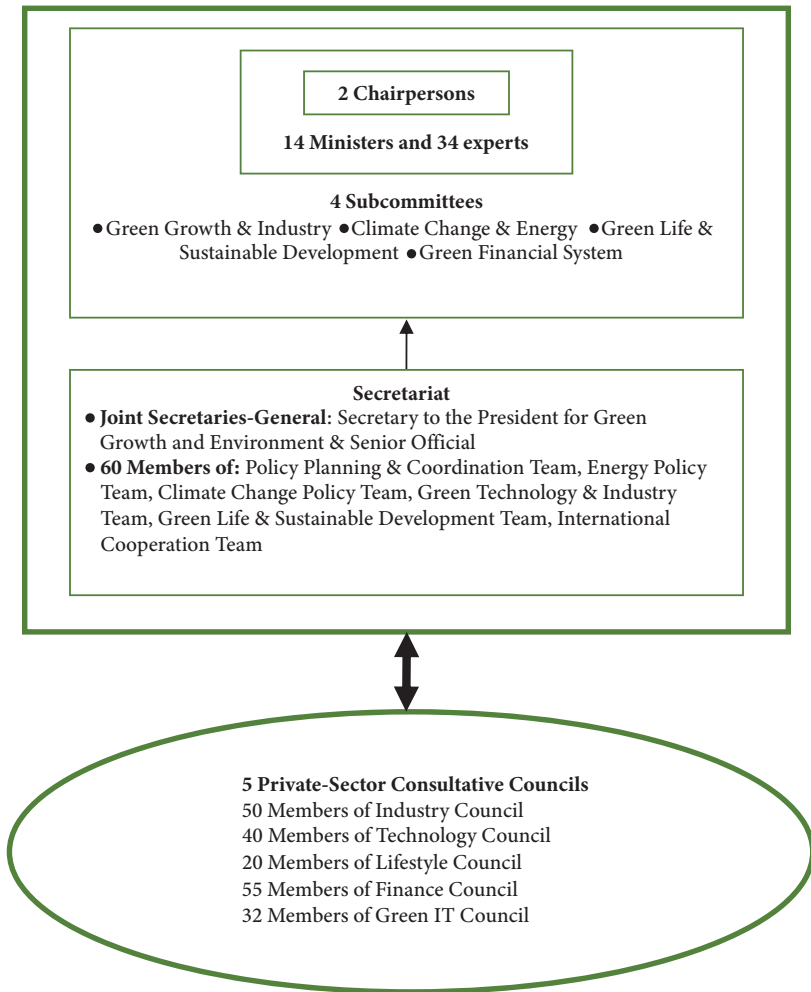 2 Chairpersons
14 Ministers and 34 experts
4 Subcommittees
●Green Growth & Industry ●Climate Change & Energy ●Green Life &
Sustainable Development ●Green Financial System
Secretariat
● Joint Secretaries-General: Secretary to the President for Green
Growth and Environment & Senior Official
● 60 Members of: Policy Planning & Coordination Team, Energy Policy
Team, Climate Change Policy Team, Green Technology & Industry
Team, Green Life & Sustainable Development Team, International
Cooperation Team
5 Private-Sector Consultative Councils
50 Members of Industry Council
40 Members of Technology Council
20 Members of Lifestyle Council
55 Members of Finance Council
32 Members of Green IT Council